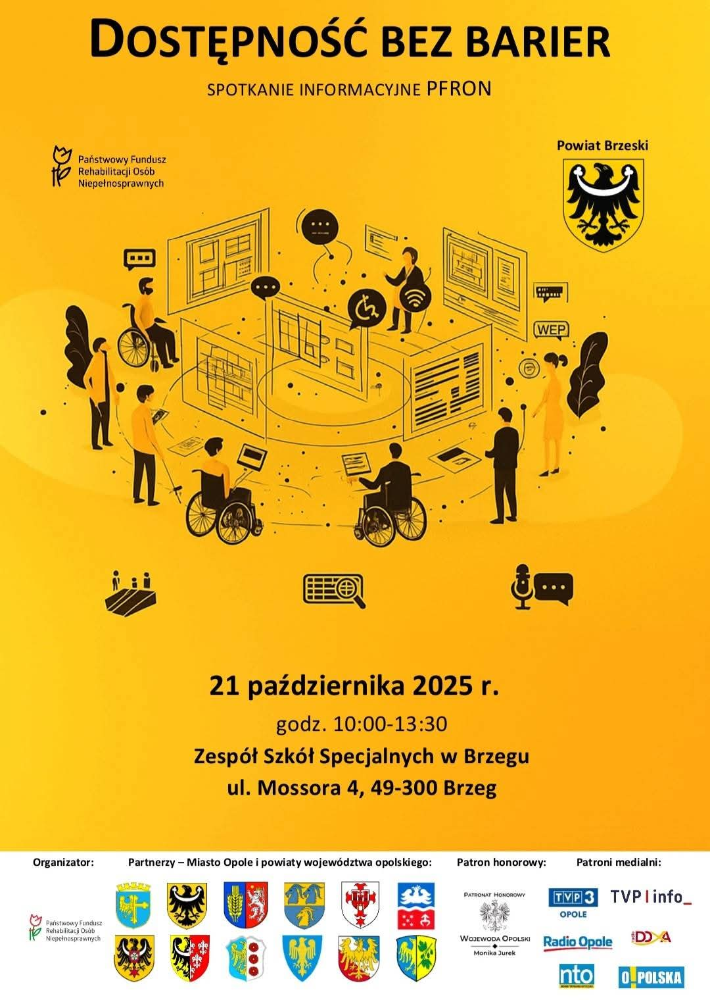 DOSTĘPNOŚĆ BEZ BARIER
SPOTKANIE INFORMACYJNE PFRON
Państwowy Fundusz
Rehabilitacji Osób
Niepełnosprawnych
Powiat Brzeski
WEP
21 października 2025 r.
godz. 10:00-13:30
Zespół Szkół Specjalnych w Brzegu
ul. Mossora 4, 49-300 Brzeg
Organizator:
Partnerzy – Miasto Opole i powiaty województwa opolskiego:
Patron honorowy:
Patroni medialni:
Państwowy Fundusz
Rehabilitacji Osób
Niepełnosprawnych
PATRONAT HONOROWY
WOJEWODA OPOLSKI
Monika Jurek
TVP3
OPOLE
TVP info_
Radio Opole
radio DOXA
nto
O!POLSKA